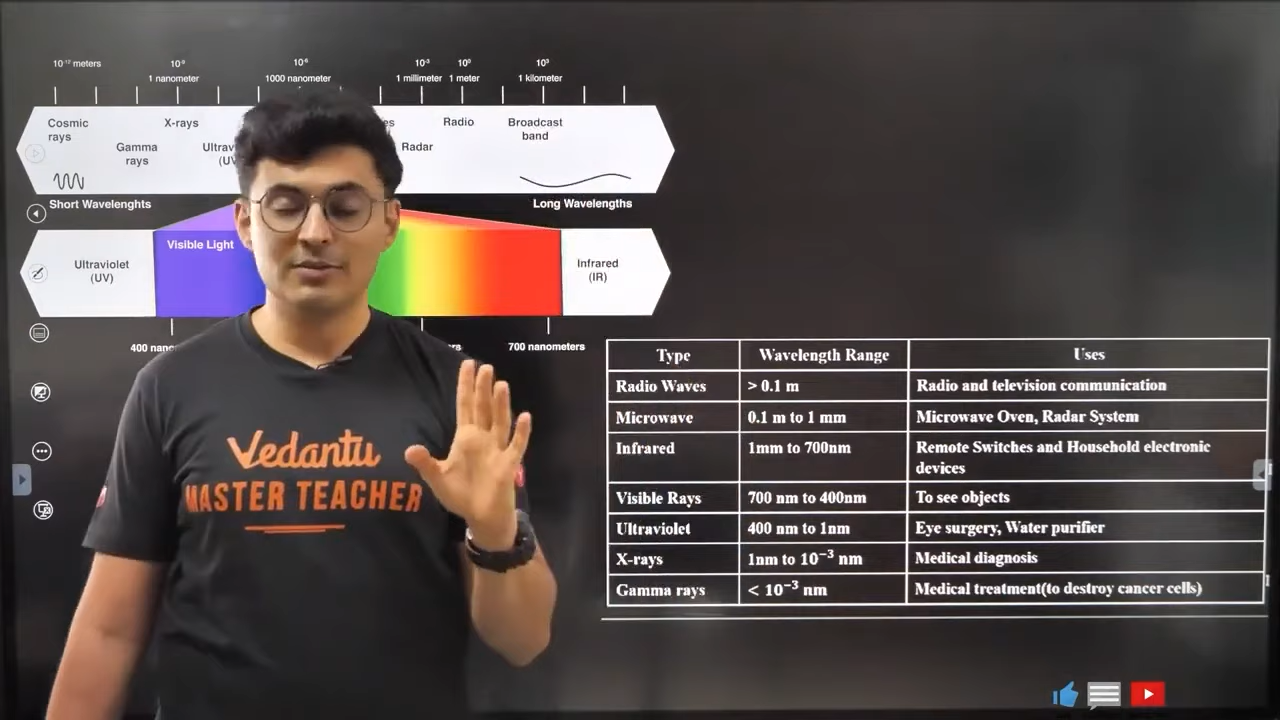 10⁻¹² meters
10⁻⁹
10⁻⁶
10⁻³
10⁰
10³
1 nanometer
1000 nanometer
1 millimeter
1 meter
1 kilometer
Cosmic
rays
X-rays
Radio
Broadcast
band
Gamma
rays
Radar
Short Wavelenghts
Long Wavelengths
Visible Light
Ultraviolet
(UV)
Infrared
(IR)
400
700 nanometers
Type Wavelength Range Uses
Radio Waves > 0.1 m Radio and television communication
Microwave 0.1 m to 1 mm Microwave Oven, Radar System
Infrared 1mm to 700nm Remote Switches and Household electronic
devices
Visible Rays 700 nm to 400nm To see objects
Ultraviolet 400 nm to 1nm Eye surgery, Water purifier
X-rays 1nm to 10⁻³ nm Medical diagnosis
Gamma rays < 10⁻³ nm Medical treatment(to destroy cancer cells)
Vedantu
MASTER TEACHER